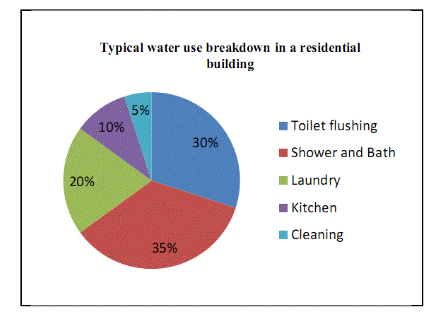 Typical water use breakdown in a residential
building
5%
10%
30%
20%
35%
Toilet flushing
Shower and Bath
Laundry
Kitchen
Cleaning